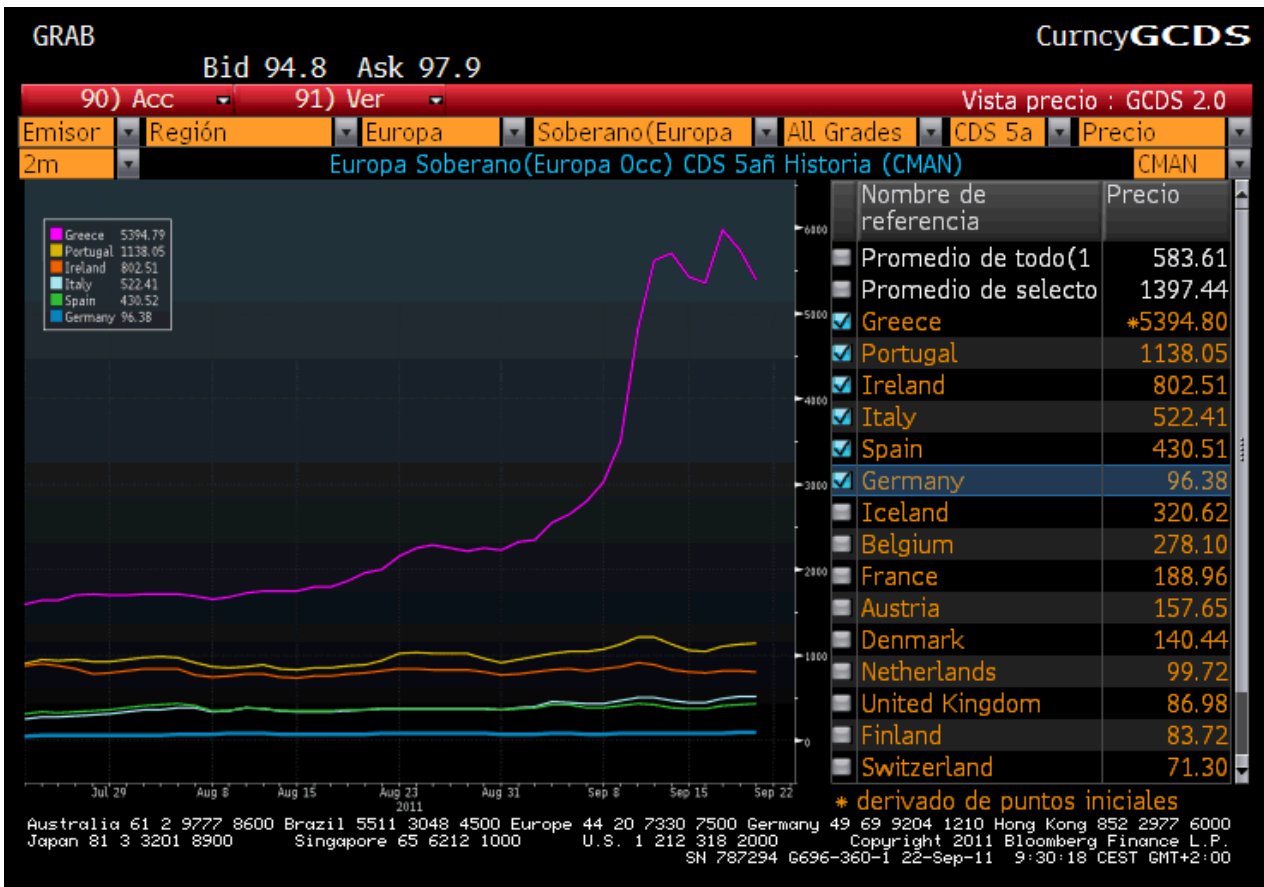 GRAB
CurncyGCDS
Bid 94.8 Ask 97.9
90) Acc 91) Ver Vista precio : GCDS 2.0
Emisor Región Europa Soberano(Europa All Grades CDS 5a Precio
2m Europa Soberano(Europa Occ) CDS 5añ Historia (CMAN) CMAN
Greece 5394.79
Portugal 1138.05
Ireland 802.51
Italy 522.41
Spain 430.52
Germany 96.38
6000
5000
4000
3000
2000
1000
0
Jul 29 Aug 8 Aug 15 Aug 23 Aug 31 Sep 8 Sep 15 Sep 22
2011
Nombre de referencia Precio
Promedio de todo(1 583.61
Promedio de selecto 1397.44
Greece *5394.80
Portugal 1138.05
Ireland 802.51
Italy 522.41
Spain 430.51
Germany 96.38
Iceland 320.62
Belgium 278.10
France 188.96
Austria 157.65
Denmark 140.44
Netherlands 99.72
United Kingdom 86.98
Finland 83.72
Switzerland 71.30
* derivado de puntos iniciales
Australia 61 2 9777 8600 Brazil 5511 3048 4500 Europe 44 20 7330 7500 Germany 49 69 9204 1210 Hong Kong 852 2977 6000
Japan 81 3 3201 8900 Singapore 65 6212 1000 U.S. 1 212 318 2000 Copyright 2011 Bloomberg Finance L.P.
SN 787294 G696-360-1 22-Sep-11 9:30:18 CEST GMT+2:00